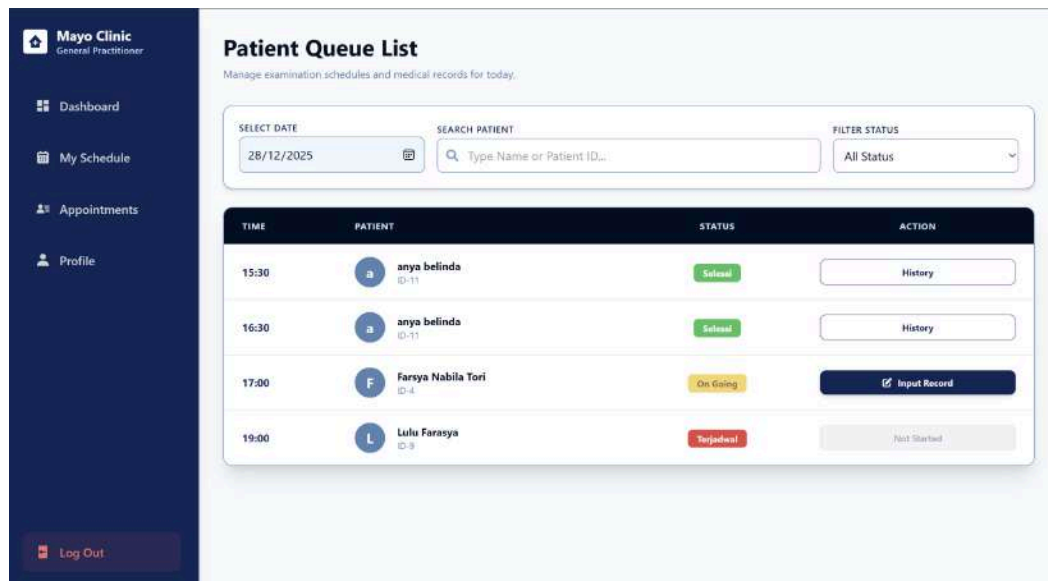 Mayo Clinic
General Practitioner
Dashboard
My Schedule
Appointments
Profile
Log Out
Patient Queue List
Manage examination schedules and medical records for today.
SELECT DATE
28/12/2025
SEARCH PATIENT
Type Name or Patient ID...
FILTER STATUS
All Status
TIME PATIENT STATUS ACTION
15:30 a anya belinda Selesai History
ID-11
16:30 a anya belinda Selesai History
ID-11
17:00 F Farsya Nabila Tori On Going Input Record
ID-4
19:00 L Lulu Farasya Terjadwal Not Started
ID-9